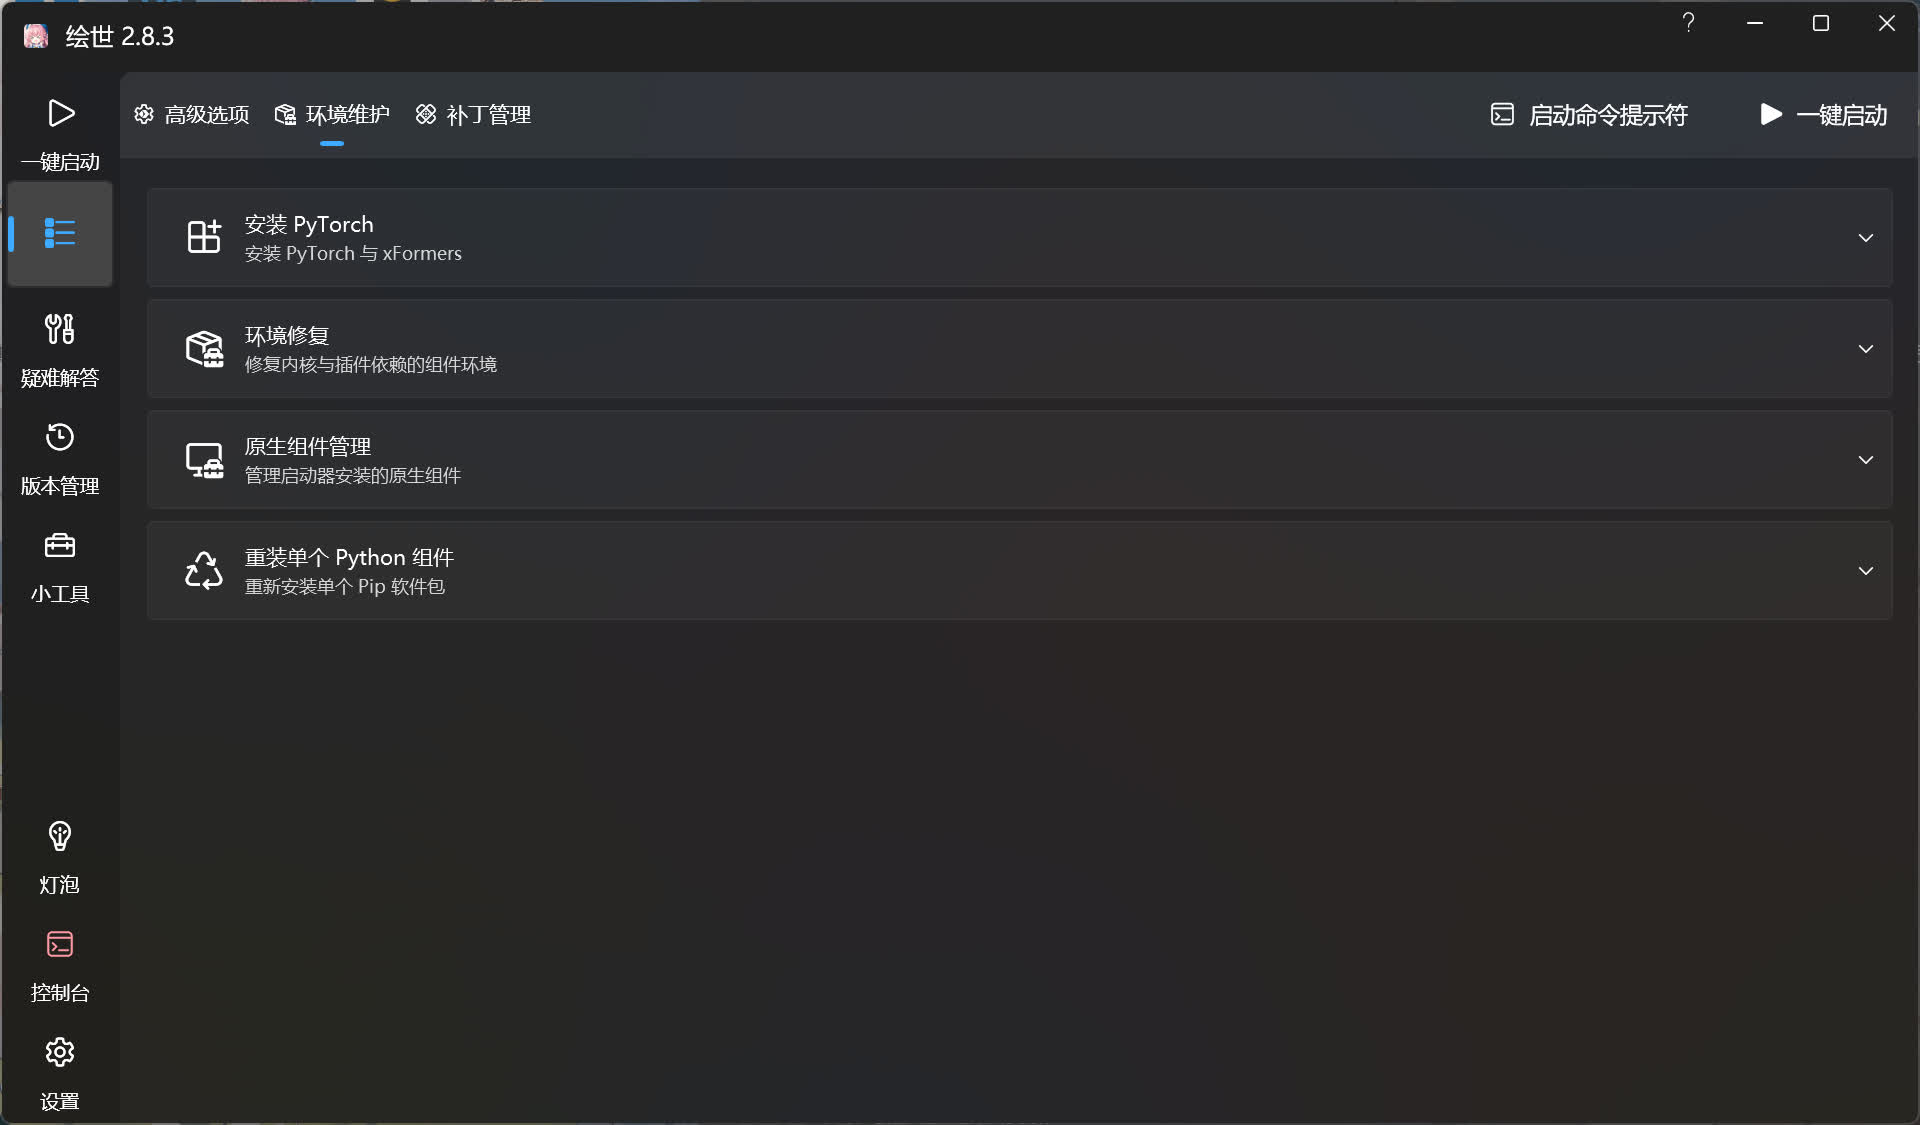 绘世 2.8.3
一键启动
疑难解答
版本管理
小工具
灯泡
控制台
设置
高级选项
环境维护
补丁管理
启动命令提示符
一键启动
安装 PyTorch
安装 PyTorch 与 xFormers
环境修复
修复内核与插件依赖的组件环境
原生组件管理
管理启动器安装的原生组件
重装单个 Python 组件
重新安装单个 Pip 软件包